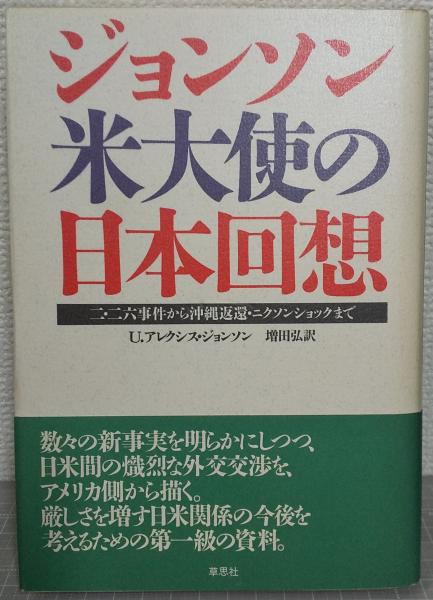 ジョンソン
米大使の
日本回想
二・二六事件から沖縄返還・ニクソンショックまで
U.アレクシス・ジョンソン 増田弘訳
数々の新事実を明らかにしつつ、
日米間の熾烈な外交交渉を、
アメリカ側から描く。
厳しさを増す日米関係の今後を
考えるための第一級の資料。
草思社